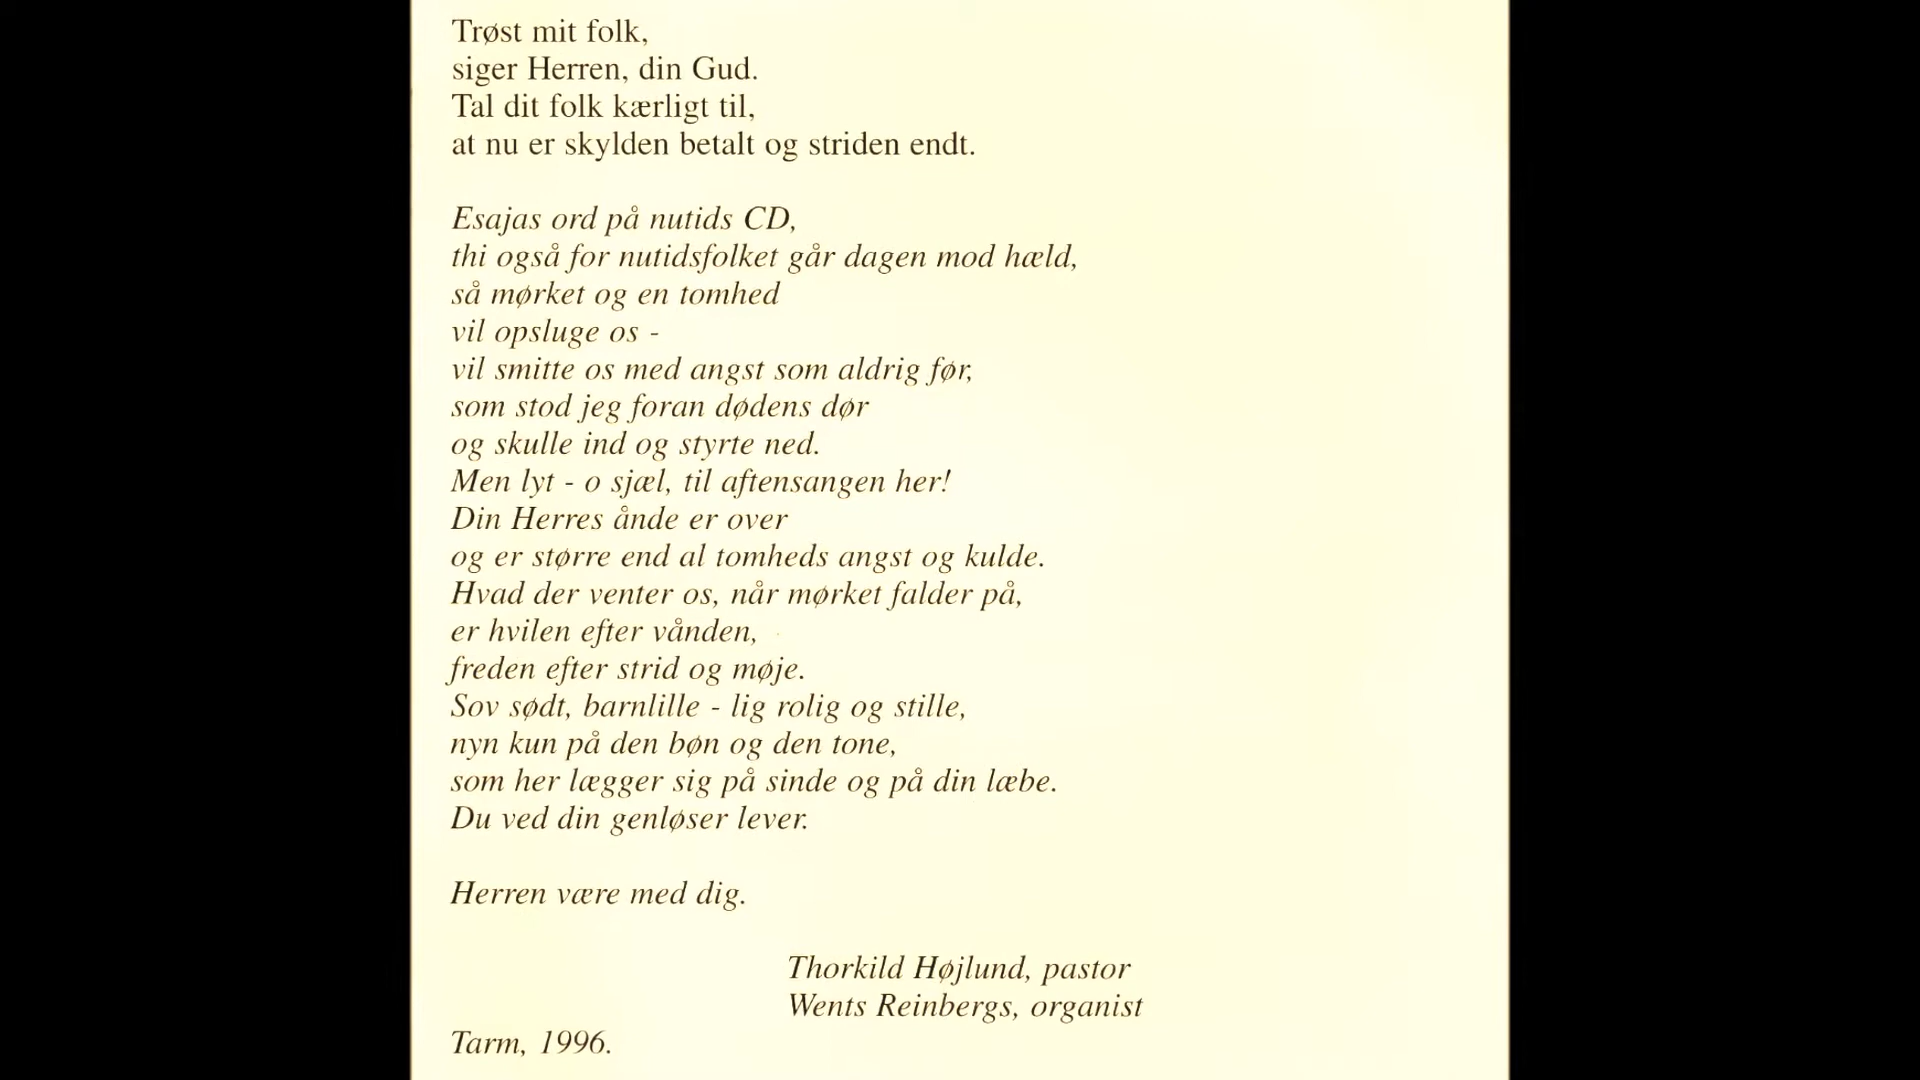 Trøst mit folk,
siger Herren, din Gud.
Tal dit folk kærligt til,
at nu er skylden betalt og striden endt.
Esajas ord på nutids CD,
thi også for nutidsfolket går dagen mod hæld,
så mørket og en tomhed
vil opsluge os -
vil smitte os med angst som aldrig før,
som stod jeg foran dødens dør
og skulle ind og styrte ned.
Men lyt - o sjæl, til aftensangen her!
Din Herres ånde er over
og er større end al tomheds angst og kulde.
Hvad der venter os, når mørket falder på,
er hvilen efter vånden,
freden efter strid og møje.
Sov sødt, barnlille - lig rolig og stille,
nyn kun på den bøn og den tone,
som her lægger sig på sinde og på din læbe.
Du ved din genløser lever.
Herren være med dig.
Thorkild Højlund, pastor
Wents Reinbergs, organist
Tarm, 1996.